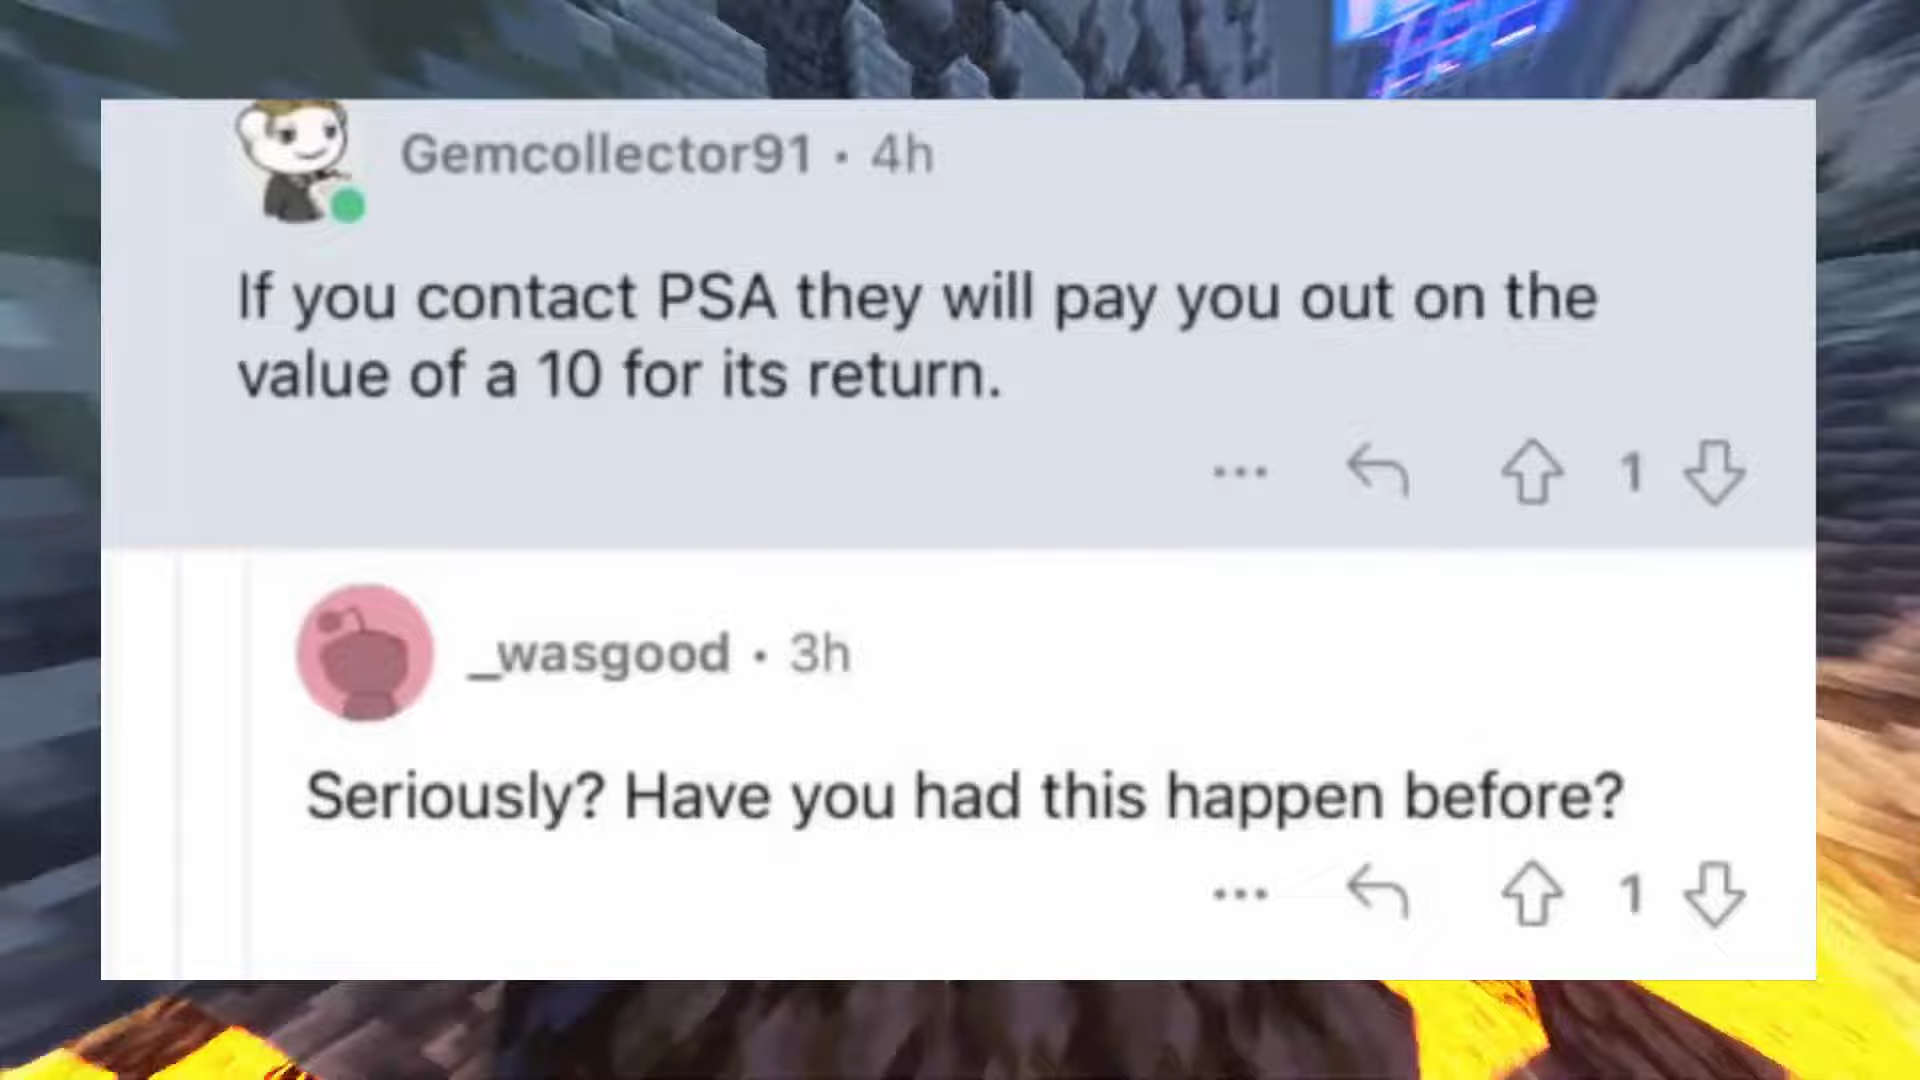 Gemcollector91 • 4h
If you contact PSA they will pay you out on the
value of a 10 for its return.
1
_wasgood • 3h
Seriously? Have you had this happen before?
1